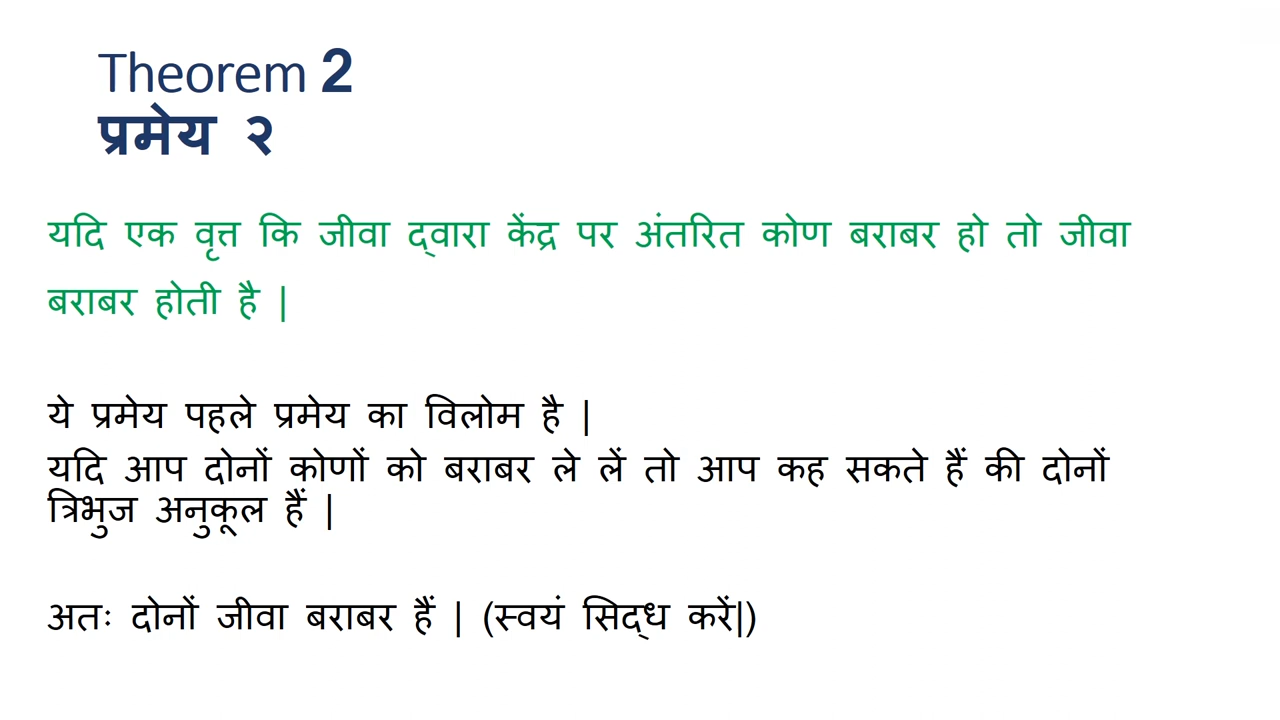 Theorem 2
प्रमेय २
यदि एक वृत्त कि जीवा द्वारा केंद्र पर अंतरित कोण बराबर हो तो जीवा
बराबर होती है |
ये प्रमेय पहले प्रमेय का विलोम है |
यदि आप दोनों कोणों को बराबर ले लें तो आप कह सकते हैं की दोनों
त्रिभुज अनुकूल हैं |
अतः दोनों जीवा बराबर हैं | (स्वयं सिद्ध करें|)